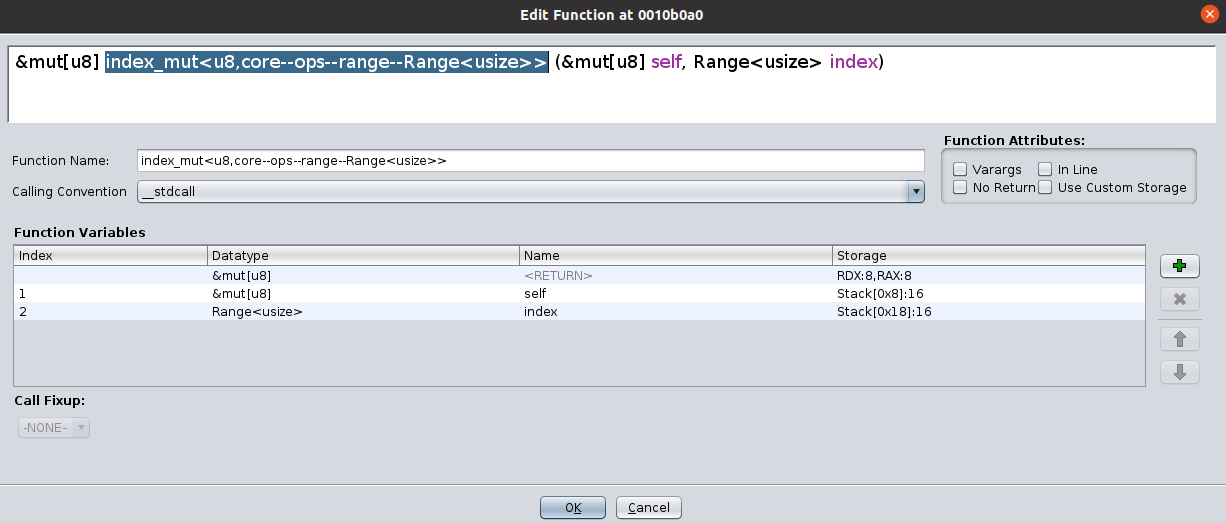 Edit Function at 0010b0a0
&mut[u8] index_mut<u8,core--ops--range--Range<usize>> (&mut[u8] self, Range<usize> index)
Function Attributes:
Function Name: index_mut<u8,core--ops--range--Range<usize>>
Varargs In Line
Calling Convention __stdcall
No Return Use Custom Storage
Function Variables
Index Datatype Name Storage
&mut[u8] <RETURN> RDX:8,RAX:8
1 &mut[u8] self Stack[0x8]:16
2 Range<usize> index Stack[0x18]:16
Call Fixup:
-NONE-
OK Cancel